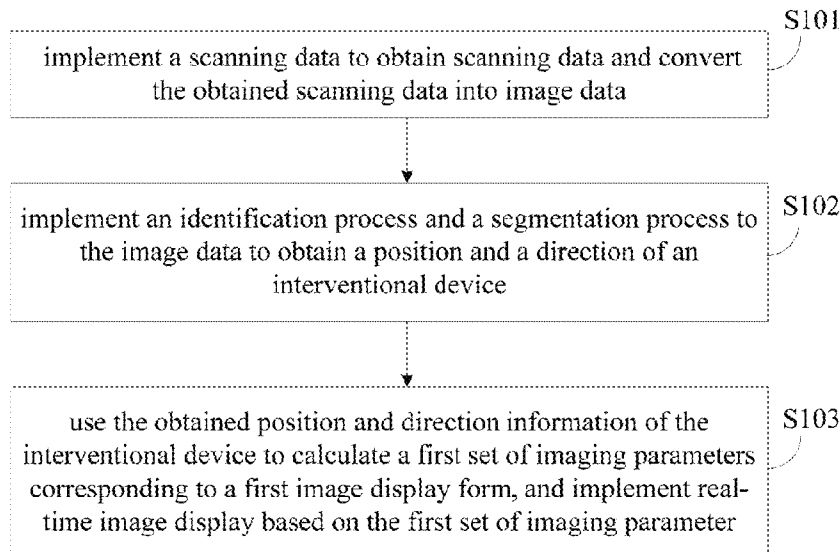 S101
implement a scanning data to obtain scanning data and convert
the obtained scanning data into image data
S102
implement an identification process and a segmentation process to
the image data to obtain a position and a direction of an
interventional device
S103
use the obtained position and direction information of the
interventional device to calculate a first set of imaging parameters
corresponding to a first image display form, and implement real-
time image display based on the first set of imaging parameter